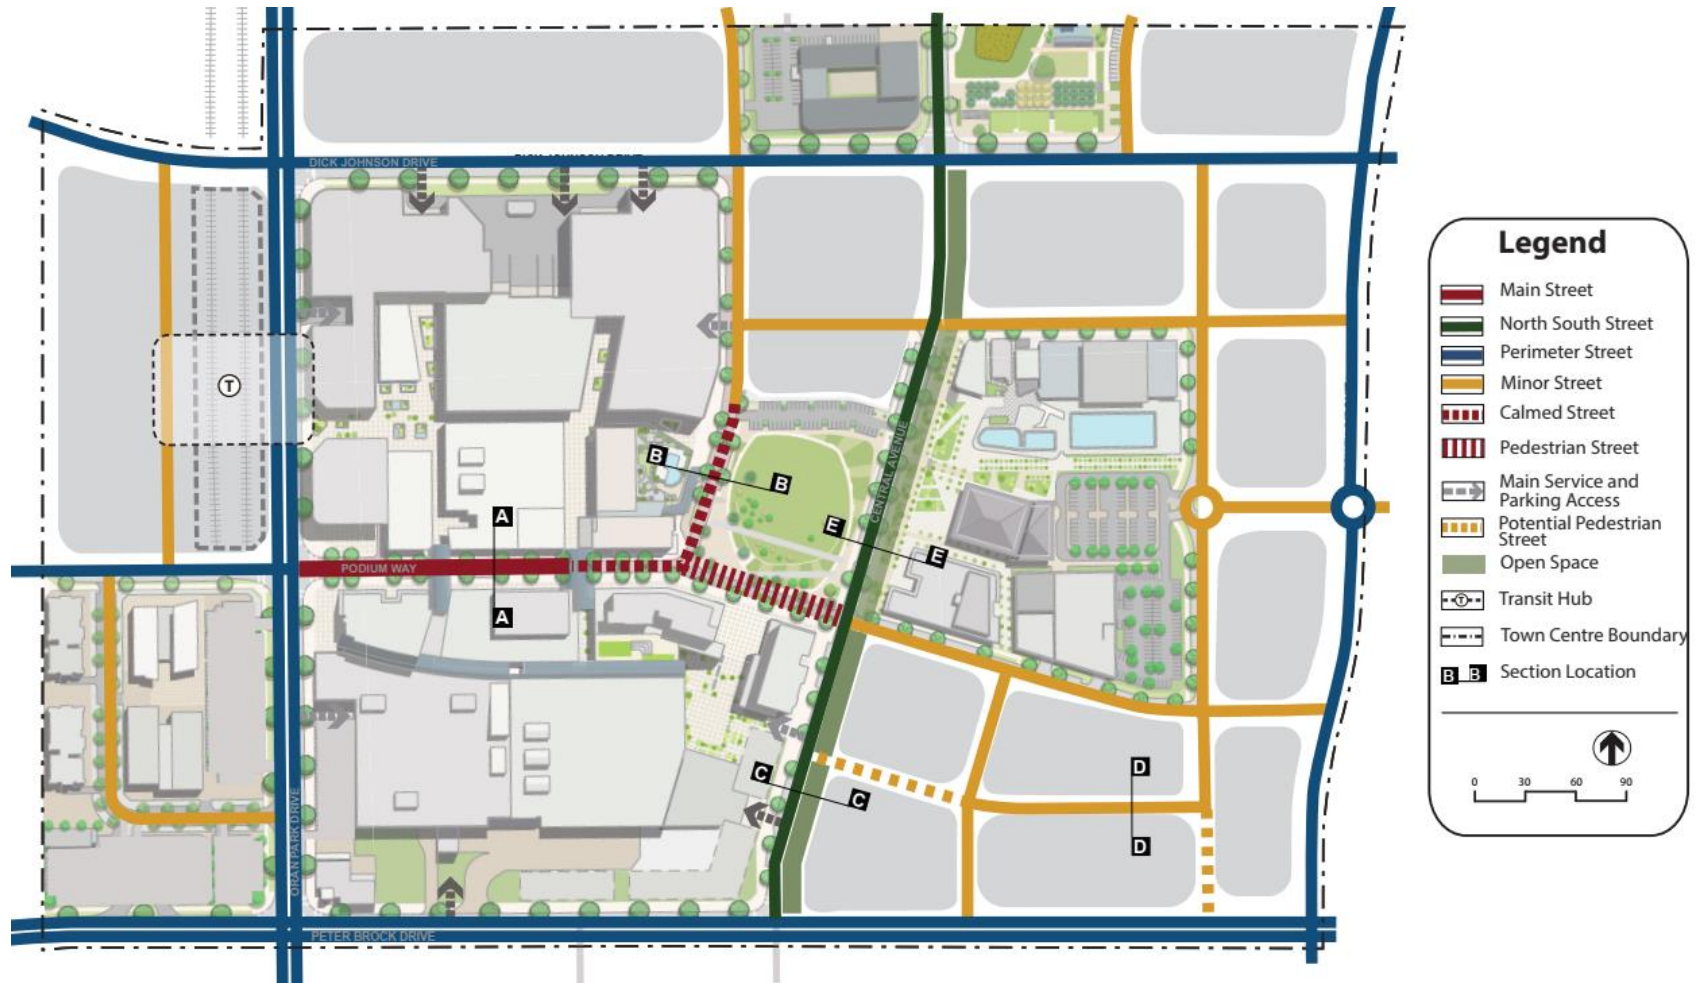 DICK JOHNSON DRIVE
T
B
B
CENTRAL AVENUE
A
E
E
PODIUM WAY
A
C
C
D
D
ORAN PARK DRIVE
PETER BROCK DRIVE
Legend
Main Street
North South Street
Perimeter Street
Minor Street
Calmed Street
Pedestrian Street
Main Service and
Parking Access
Potential Pedestrian
Street
Open Space
T Transit Hub
Town Centre Boundary
B B Section Location
0 30 60 90